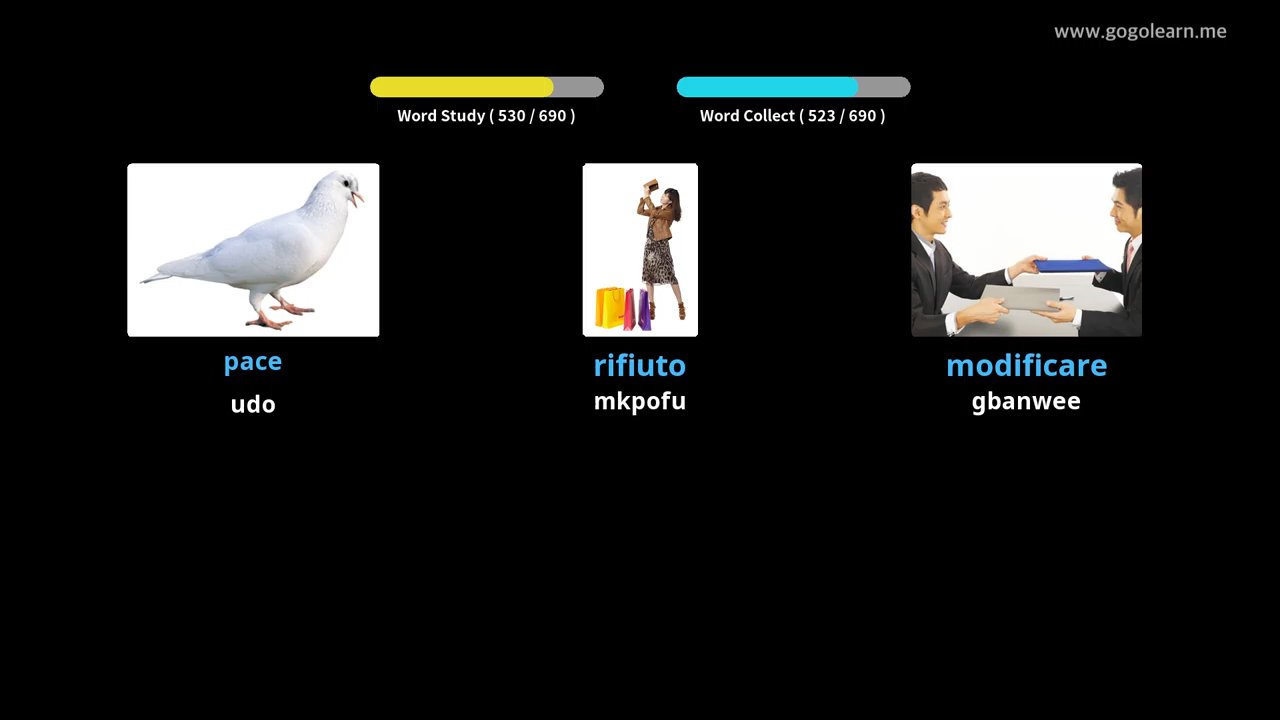 www.gogolearn.me
Word Study ( 530 / 690 )
Word Collect ( 523 / 690 )
pace
udo
rifiuto
mkpofu
modificare
gbanwee